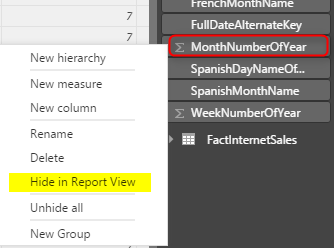 7
7
New hierarchy
New measure
New column
Rename
Delete
Hide in Report View
Unhide all
New Group
FrenchMonthName
FullDateAlternateKey
Σ MonthNumberOfYear
SpanishDayNameOf...
SpanishMonthName
Σ WeekNumberOfYear
FactInternetSales